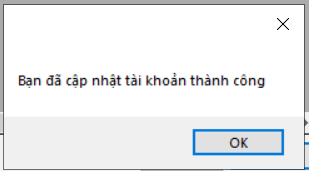 Bạn đã cập nhật tài khoản thành công
OK